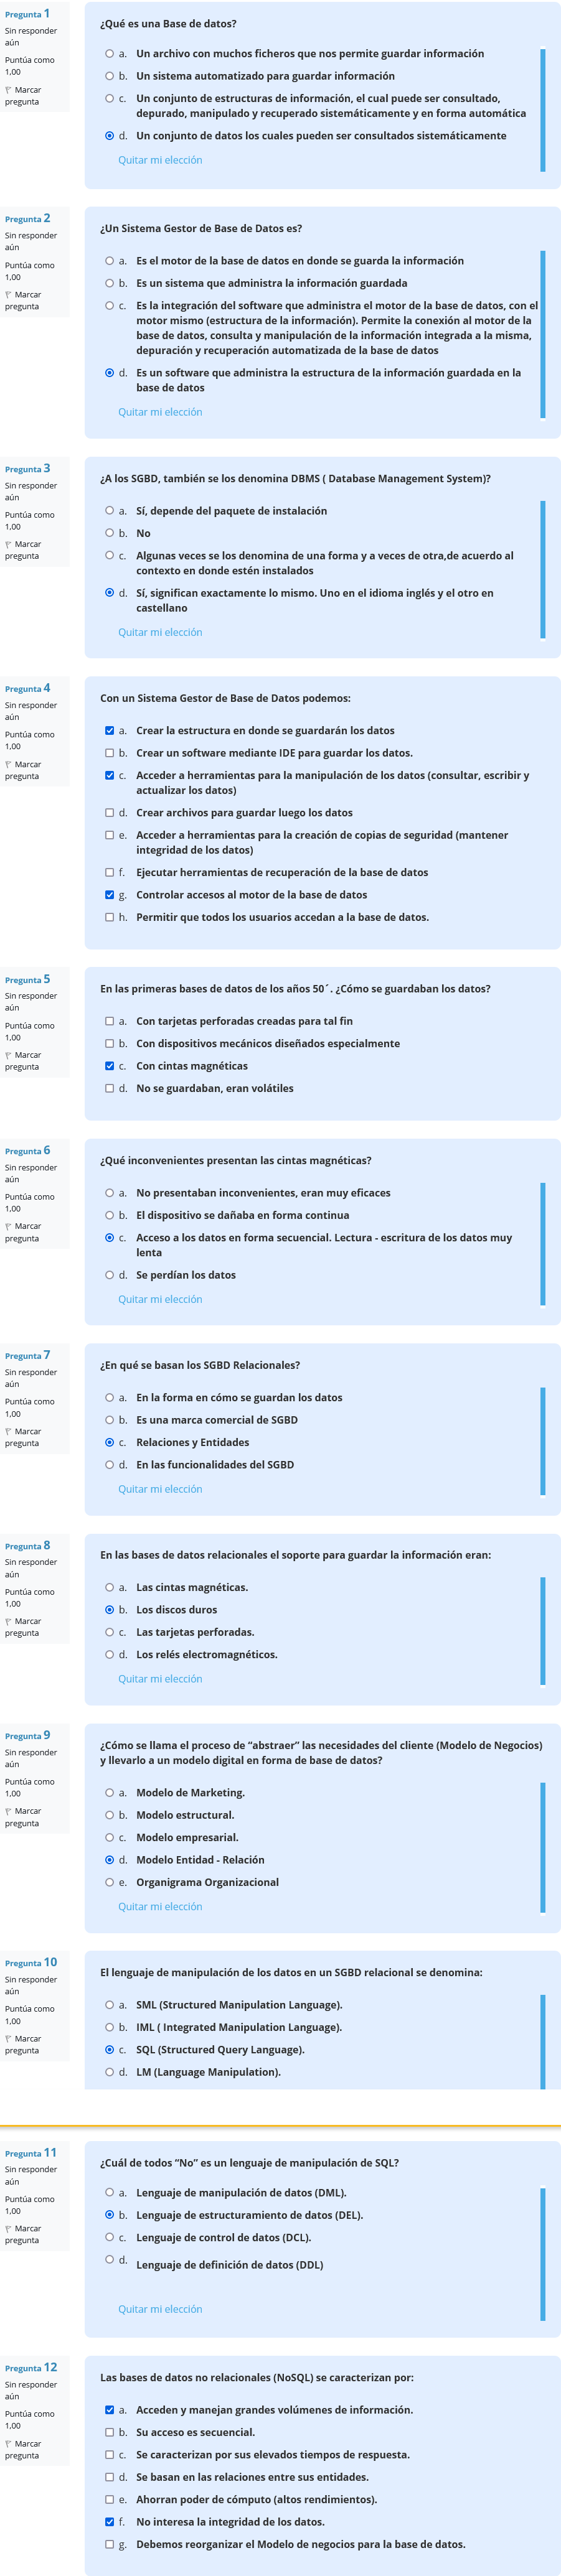 Pregunta 1
Sin responder
aún
Puntúa como
1,00
Marcar
pregunta
¿Qué es una Base de datos?
a. Un archivo con muchos ficheros que nos permite guardar información
b. Un sistema automatizado para guardar información
c. Un conjunto de estructuras de información, el cual puede ser consultado,
depurado, manipulado y recuperado sistemáticamente y en forma automática
d. Un conjunto de datos los cuales pueden ser consultados sistemáticamente
Quitar mi elección
Pregunta 2
Sin responder
aún
Puntúa como
1,00
Marcar
pregunta
¿Un Sistema Gestor de Base de Datos es?
a. Es el motor de la base de datos en donde se guarda la información
b. Es un sistema que administra la información guardada
c. Es la integración del software que administra el motor de la base de datos, con el
motor mismo (estructura de la información). Permite la conexión al motor de la
base de datos, consulta y manipulación de la información integrada a la misma,
depuración y recuperación automatizada de la base de datos
d. Es un software que administra la estructura de la información guardada en la
base de datos
Quitar mi elección
Pregunta 3
Sin responder
aún
Puntúa como
1,00
Marcar
pregunta
¿A los SGBD, también se los denomina DBMS ( Database Management System)?
a. Sí, depende del paquete de instalación
b. No
c. Algunas veces se los denomina de una forma y a veces de otra,de acuerdo al
contexto en donde estén instalados
d. Sí, significan exactamente lo mismo. Uno en el idioma inglés y el otro en
castellano
Quitar mi elección
Pregunta 4
Sin responder
aún
Puntúa como
1,00
Marcar
pregunta
Con un Sistema Gestor de Base de Datos podemos:
a. Crear la estructura en donde se guardarán los datos
b. Crear un software mediante IDE para guardar los datos.
c. Acceder a herramientas para la manipulación de los datos (consultar, escribir y
actualizar los datos)
d. Crear archivos para guardar luego los datos
e. Acceder a herramientas para la creación de copias de seguridad (mantener
integridad de los datos)
f. Ejecutar herramientas de recuperación de la base de datos
g. Controlar accesos al motor de la base de datos
h. Permitir que todos los usuarios accedan a la base de datos.
Pregunta 5
Sin responder
aún
Puntúa como
1,00
Marcar
pregunta
En las primeras bases de datos de los años 50´. ¿Cómo se guardaban los datos?
a. Con tarjetas perforadas creadas para tal fin
b. Con dispositivos mecánicos diseñados especialmente
c. Con cintas magnéticas
d. No se guardaban, eran volátiles
Pregunta 6
Sin responder
aún
Puntúa como
1,00
Marcar
pregunta
¿Qué inconvenientes presentan las cintas magnéticas?
a. No presentaban inconvenientes, eran muy eficaces
b. El dispositivo se dañaba en forma continua
c. Acceso a los datos en forma secuencial. Lectura - escritura de los datos muy
lenta
d. Se perdían los datos
Quitar mi elección
Pregunta 7
Sin responder
aún
Puntúa como
1,00
Marcar
pregunta
¿En qué se basan los SGBD Relacionales?
a. En la forma en cómo se guardan los datos
b. Es una marca comercial de SGBD
c. Relaciones y Entidades
d. En las funcionalidades del SGBD
Quitar mi elección
Pregunta 8
Sin responder
aún
Puntúa como
1,00
Marcar
pregunta
En las bases de datos relacionales el soporte para guardar la información eran:
a. Las cintas magnéticas.
b. Los discos duros
c. Las tarjetas perforadas.
d. Los relés electromagnéticos.
Quitar mi elección
Pregunta 9
Sin responder
aún
Puntúa como
1,00
Marcar
pregunta
¿Cómo se llama el proceso de “abstraer” las necesidades del cliente (Modelo de Negocios)
y llevarlo a un modelo digital en forma de base de datos?
a. Modelo de Marketing.
b. Modelo estructural.
c. Modelo empresarial.
d. Modelo Entidad - Relación
e. Organigrama Organizacional
Quitar mi elección
Pregunta 10
Sin responder
aún
Puntúa como
1,00
Marcar
pregunta
El lenguaje de manipulación de los datos en un SGBD relacional se denomina:
a. SML (Structured Manipulation Language).
b. IML ( Integrated Manipulation Language).
c. SQL (Structured Query Language).
d. LM (Language Manipulation).
Pregunta 11
Sin responder
aún
Puntúa como
1,00
Marcar
pregunta
¿Cuál de todos “No” es un lenguaje de manipulación de SQL?
a. Lenguaje de manipulación de datos (DML).
b. Lenguaje de estructuramiento de datos (DEL).
c. Lenguaje de control de datos (DCL).
d. Lenguaje de definición de datos (DDL)
Quitar mi elección
Pregunta 12
Sin responder
aún
Puntúa como
1,00
Marcar
pregunta
Las bases de datos no relacionales (NoSQL) se caracterizan por:
a. Acceden y manejan grandes volúmenes de información.
b. Su acceso es secuencial.
c. Se caracterizan por sus elevados tiempos de respuesta.
d. Se basan en las relaciones entre sus entidades.
e. Ahorran poder de cómputo (altos rendimientos).
f. No interesa la integridad de los datos.
g. Debemos reorganizar el Modelo de negocios para la base de datos.